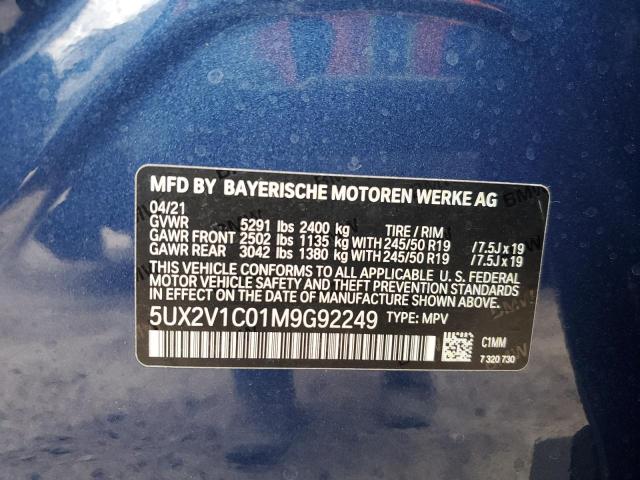 MFD BY BAYERISCHE MOTOREN WERKE AG
04/21
GVWR 5291 lbs 2400 kg TIRE / RIM
GAWR FRONT 2502 lbs 1135 kg WITH 245/50 R19 /7.5J x 19
GAWR REAR 3042 lbs 1380 kg WITH 245/50 R19 /7.5J x 19
THIS VEHICLE CONFORMS TO ALL APPLICABLE U.S. FEDERAL
MOTOR VEHICLE SAFETY AND THEFT PREVENTION
STANDARDS IN EFFECT ON THE DATE OF MANUFACTURE SHOWN ABOVE.
5UX2V1C01M9G92249 TYPE: MPV
C1MM
7 320 730